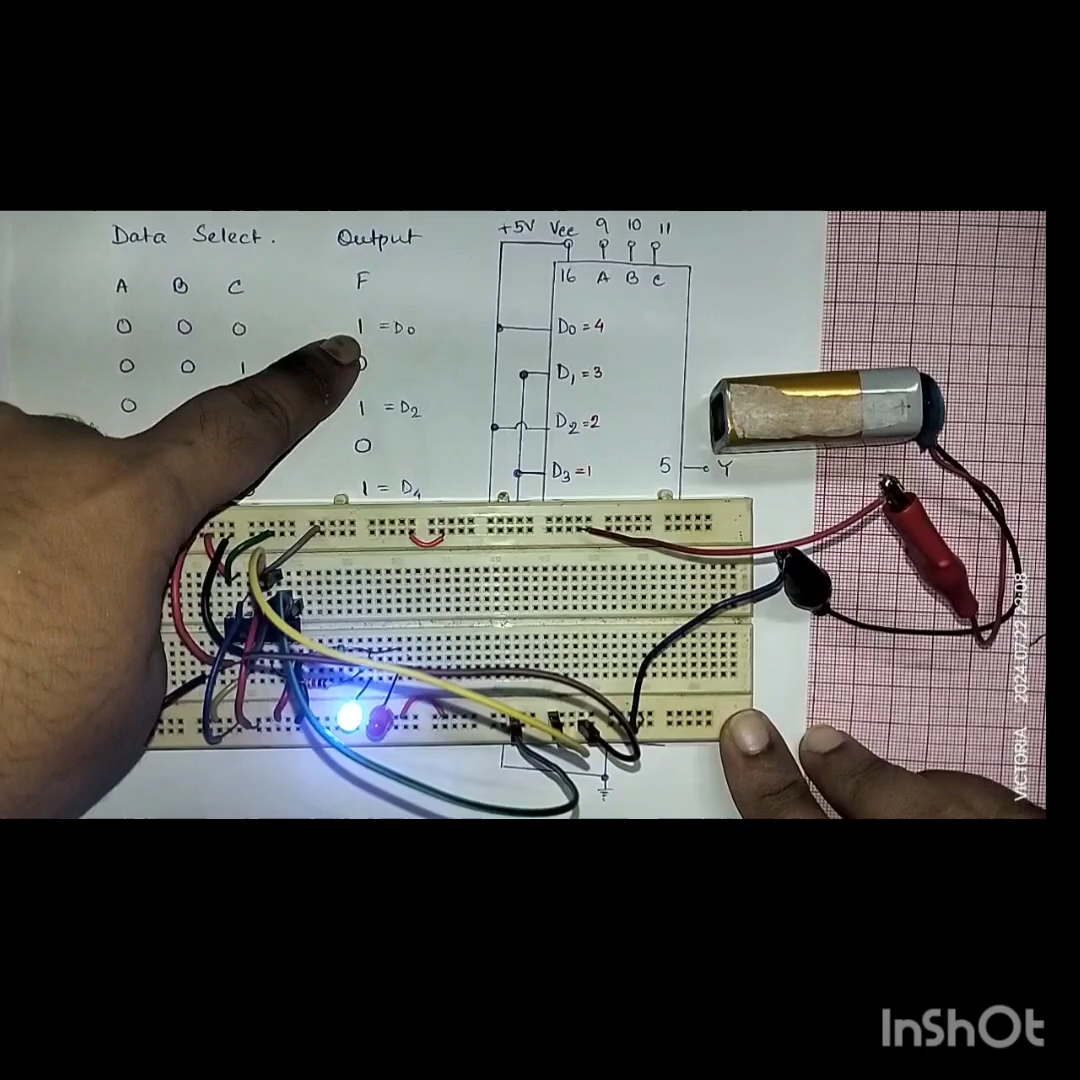 Data Select. Output
A B C F
0 0 0 1 = D0
0 0 1 0
0 1 = D2
0
1 = D4
+5V Vcc 9 10 11
16 A B C
D0 = 4
D1 = 3
D2 = 2
D3 = 1
5 Y
VICTORIA 2024.07/22 22:08
InShOt